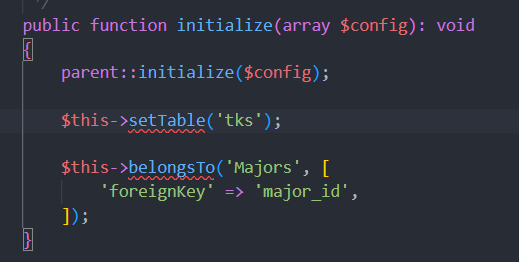 */
public function initialize(array $config): void
{
parent::initialize($config);
$this->setTable('tks');
$this->belongsTo('Majors', [
'foreignKey' => 'major_id',
]);
}